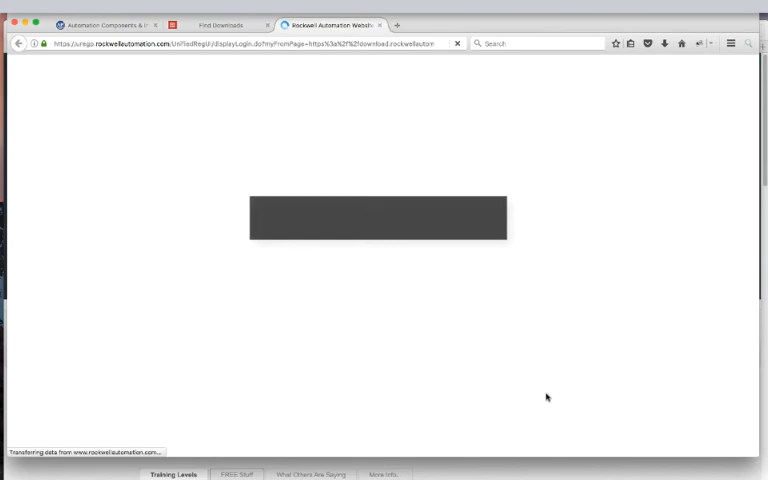 Automation Components & In
Find Downloads
Rockwell Automation Website
https://uregp.rockwellautomation.com/UnifiedRegUI/displayLogin.do?myFromPage=https%3a%2f%2fdownload.rockwellautom
Search
Transferring data from www.rockwellautomation.com...
Training Levels
FREE Stuff
What Others Are Saying
More Info.